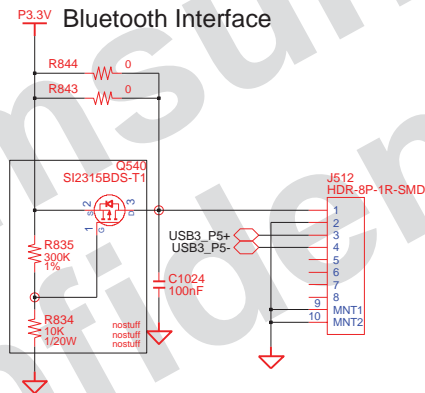 P3.3V
Bluetooth Interface
R844 0
R843 0
Q540
SI2315BDS-T1
2 3
S D
1 G
J512
HDR-8P-1R-SMD
1
2
USB3_P5+ 3
USB3_P5- 4
5
6
7
8
9 MNT1
10 MNT2
R835
300K
1%
C1024
100nF
R834
10K
1/20W
nostuff
nostuff
nostuff